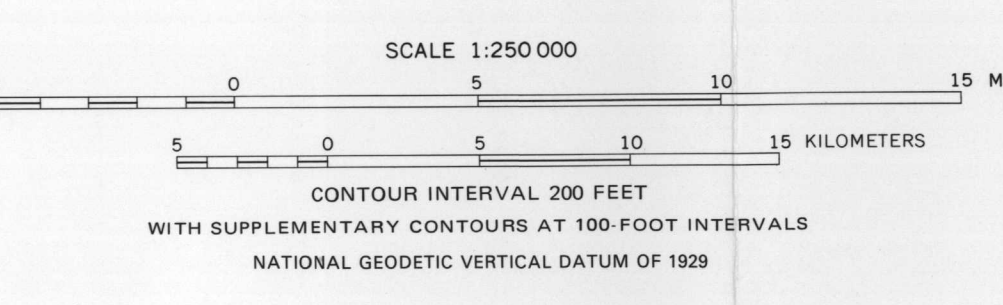 SCALE 1:250 000
0 5 10 15 M
5 0 5 10 15 KILOMETERS
CONTOUR INTERVAL 200 FEET
WITH SUPPLEMENTARY CONTOURS AT 100-FOOT INTERVALS
NATIONAL GEODETIC VERTICAL DATUM OF 1929